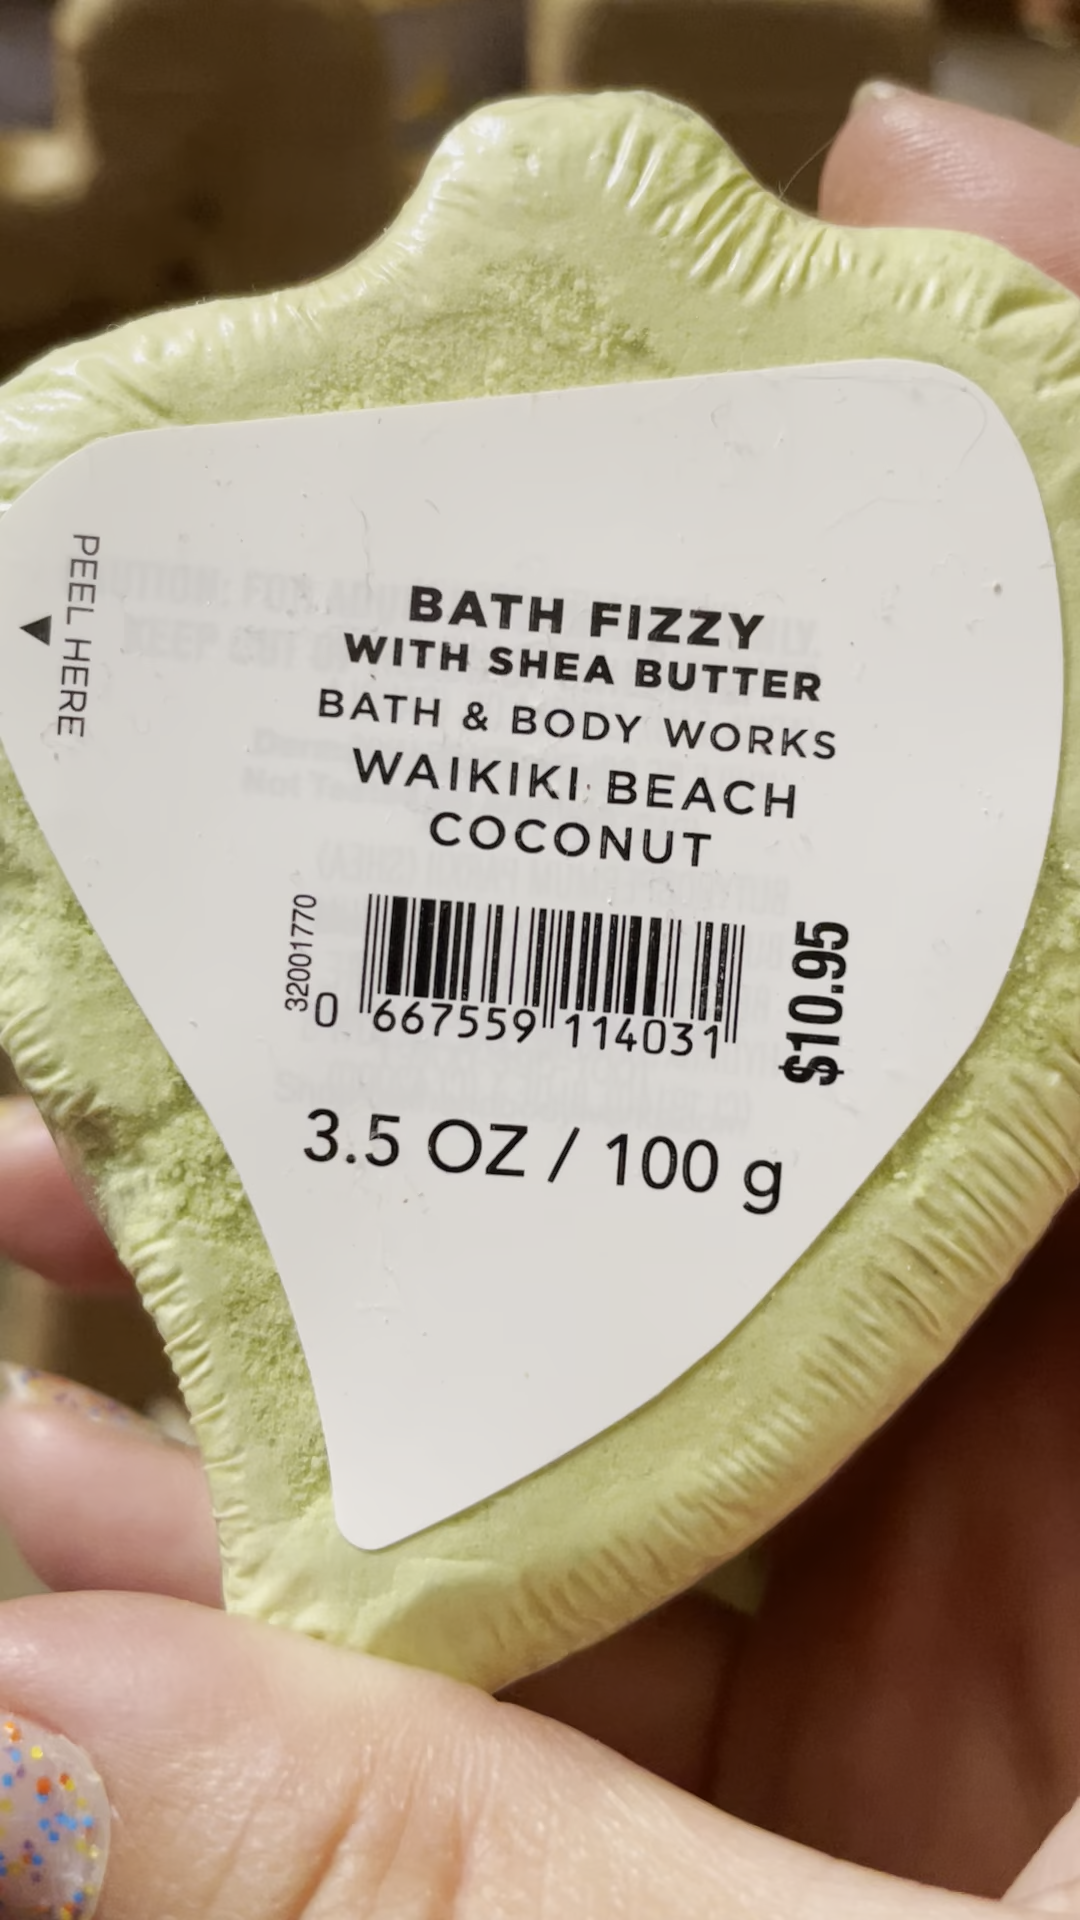 PEEL HERE
BATH FIZZY
WITH SHEA BUTTER
BATH & BODY WORKS
WAIKIKI BEACH
COCONUT
32001770
0 667559 114031
$10.95
3.5 OZ / 100 g